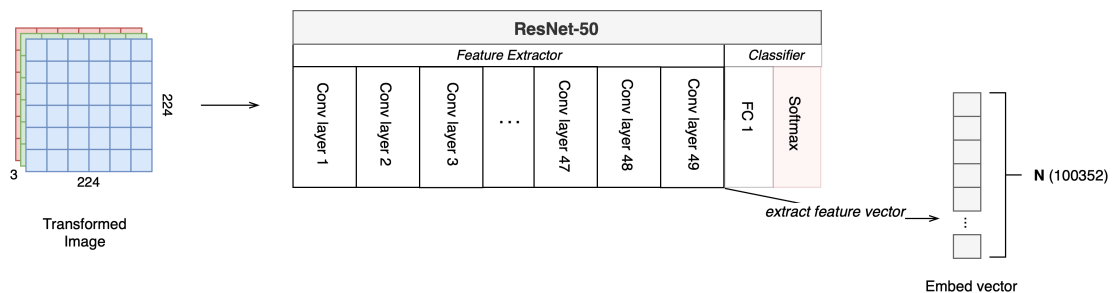 ResNet-50
Feature Extractor
Classifier
Conv layer 1
Conv layer 2
Conv layer 3
...
Conv layer 47
Conv layer 48
Conv layer 49
FC 1
Softmax
224
3
224
Transformed
Image
extract feature vector
...
N (100352)
Embed vector